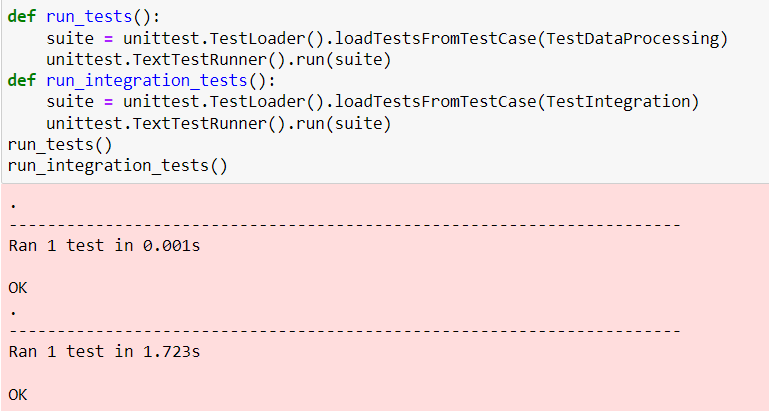 def run_tests():
    suite = unittest.TestLoader().loadTestsFromTestCase(TestDataProcessing)
    unittest.TextTestRunner().run(suite)
def run_integration_tests():
    suite = unittest.TestLoader().loadTestsFromTestCase(TestIntegration)
    unittest.TextTestRunner().run(suite)
run_tests()
run_integration_tests()
.
----------------------------------------------------------------------
Ran 1 test in 0.001s
OK
.
----------------------------------------------------------------------
Ran 1 test in 1.723s
OK